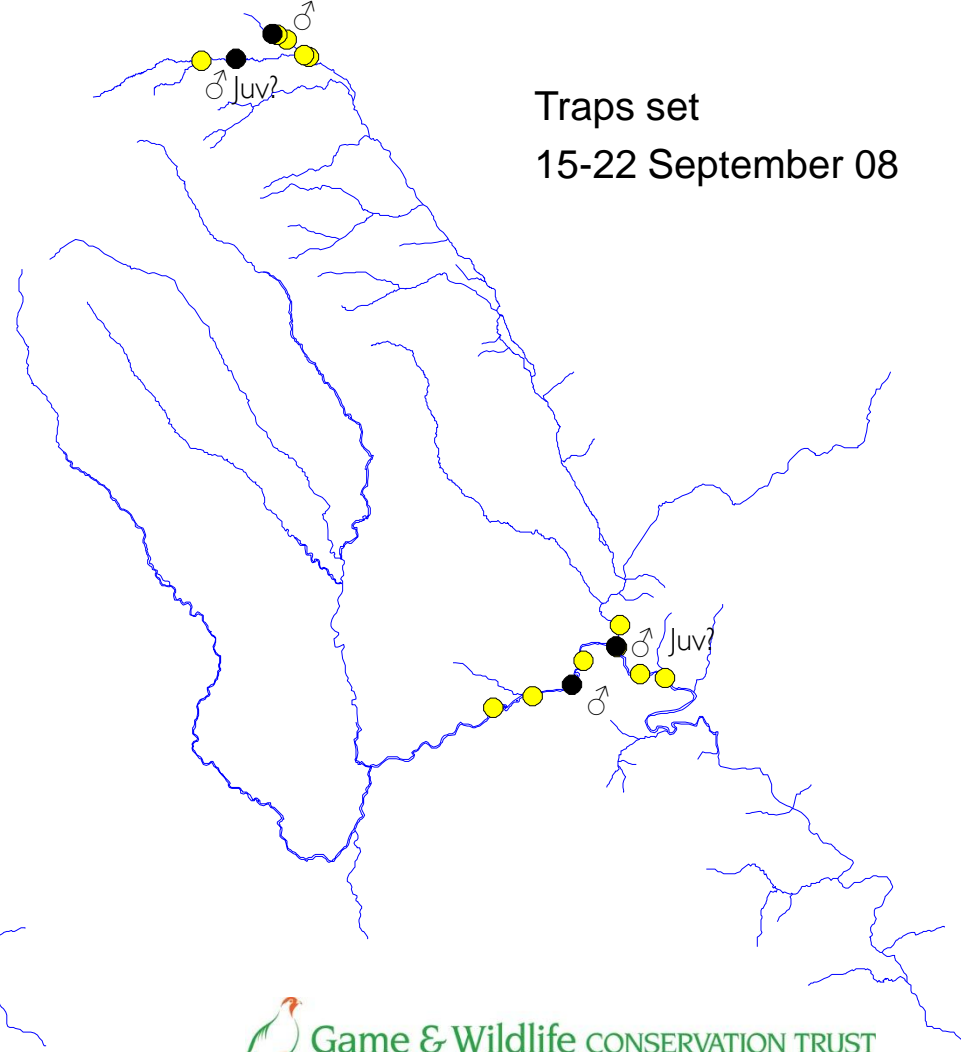 ♂
♂ Juv?
Traps set
15-22 September 08
♂ Juv?
♂
Game & Wildlife CONSERVATION TRUST